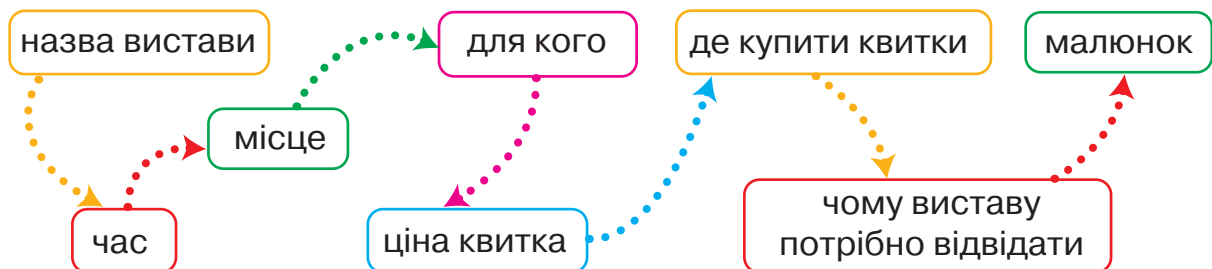 назва вистави
час
місце
для кого
ціна квитка
де купити квитки
чому виставу
потрібно відвідати
малюнок